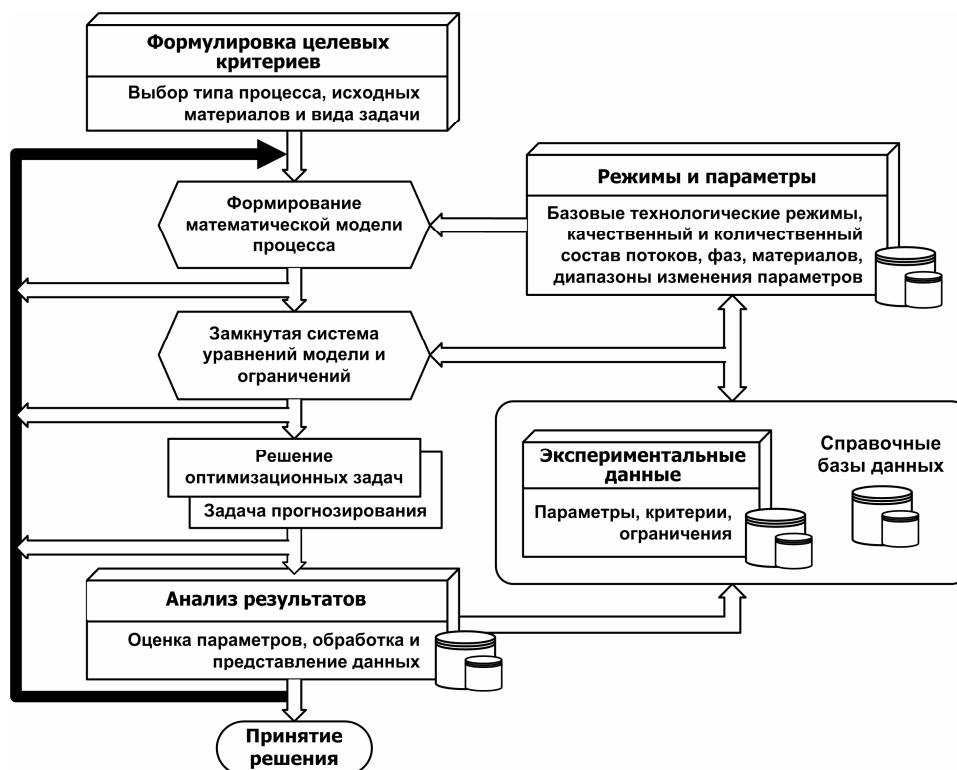 Формулировка целевых
критериев
Выбор типа процесса, исходных
материалов и вида задачи
Формирование
математической модели
процесса
Режимы и параметры
Базовые технологические режимы,
качественный и количественный
состав потоков, фаз, материалов,
диапазоны изменения параметров
Замкнутая система
уравнений модели и
ограничений
Решение
оптимизационных задач
Задача прогнозирования
Экспериментальные
данные
Параметры, критерии,
ограничения
Справочные
базы данных
Анализ результатов
Оценка параметров, обработка и
представление данных
Принятие
решения